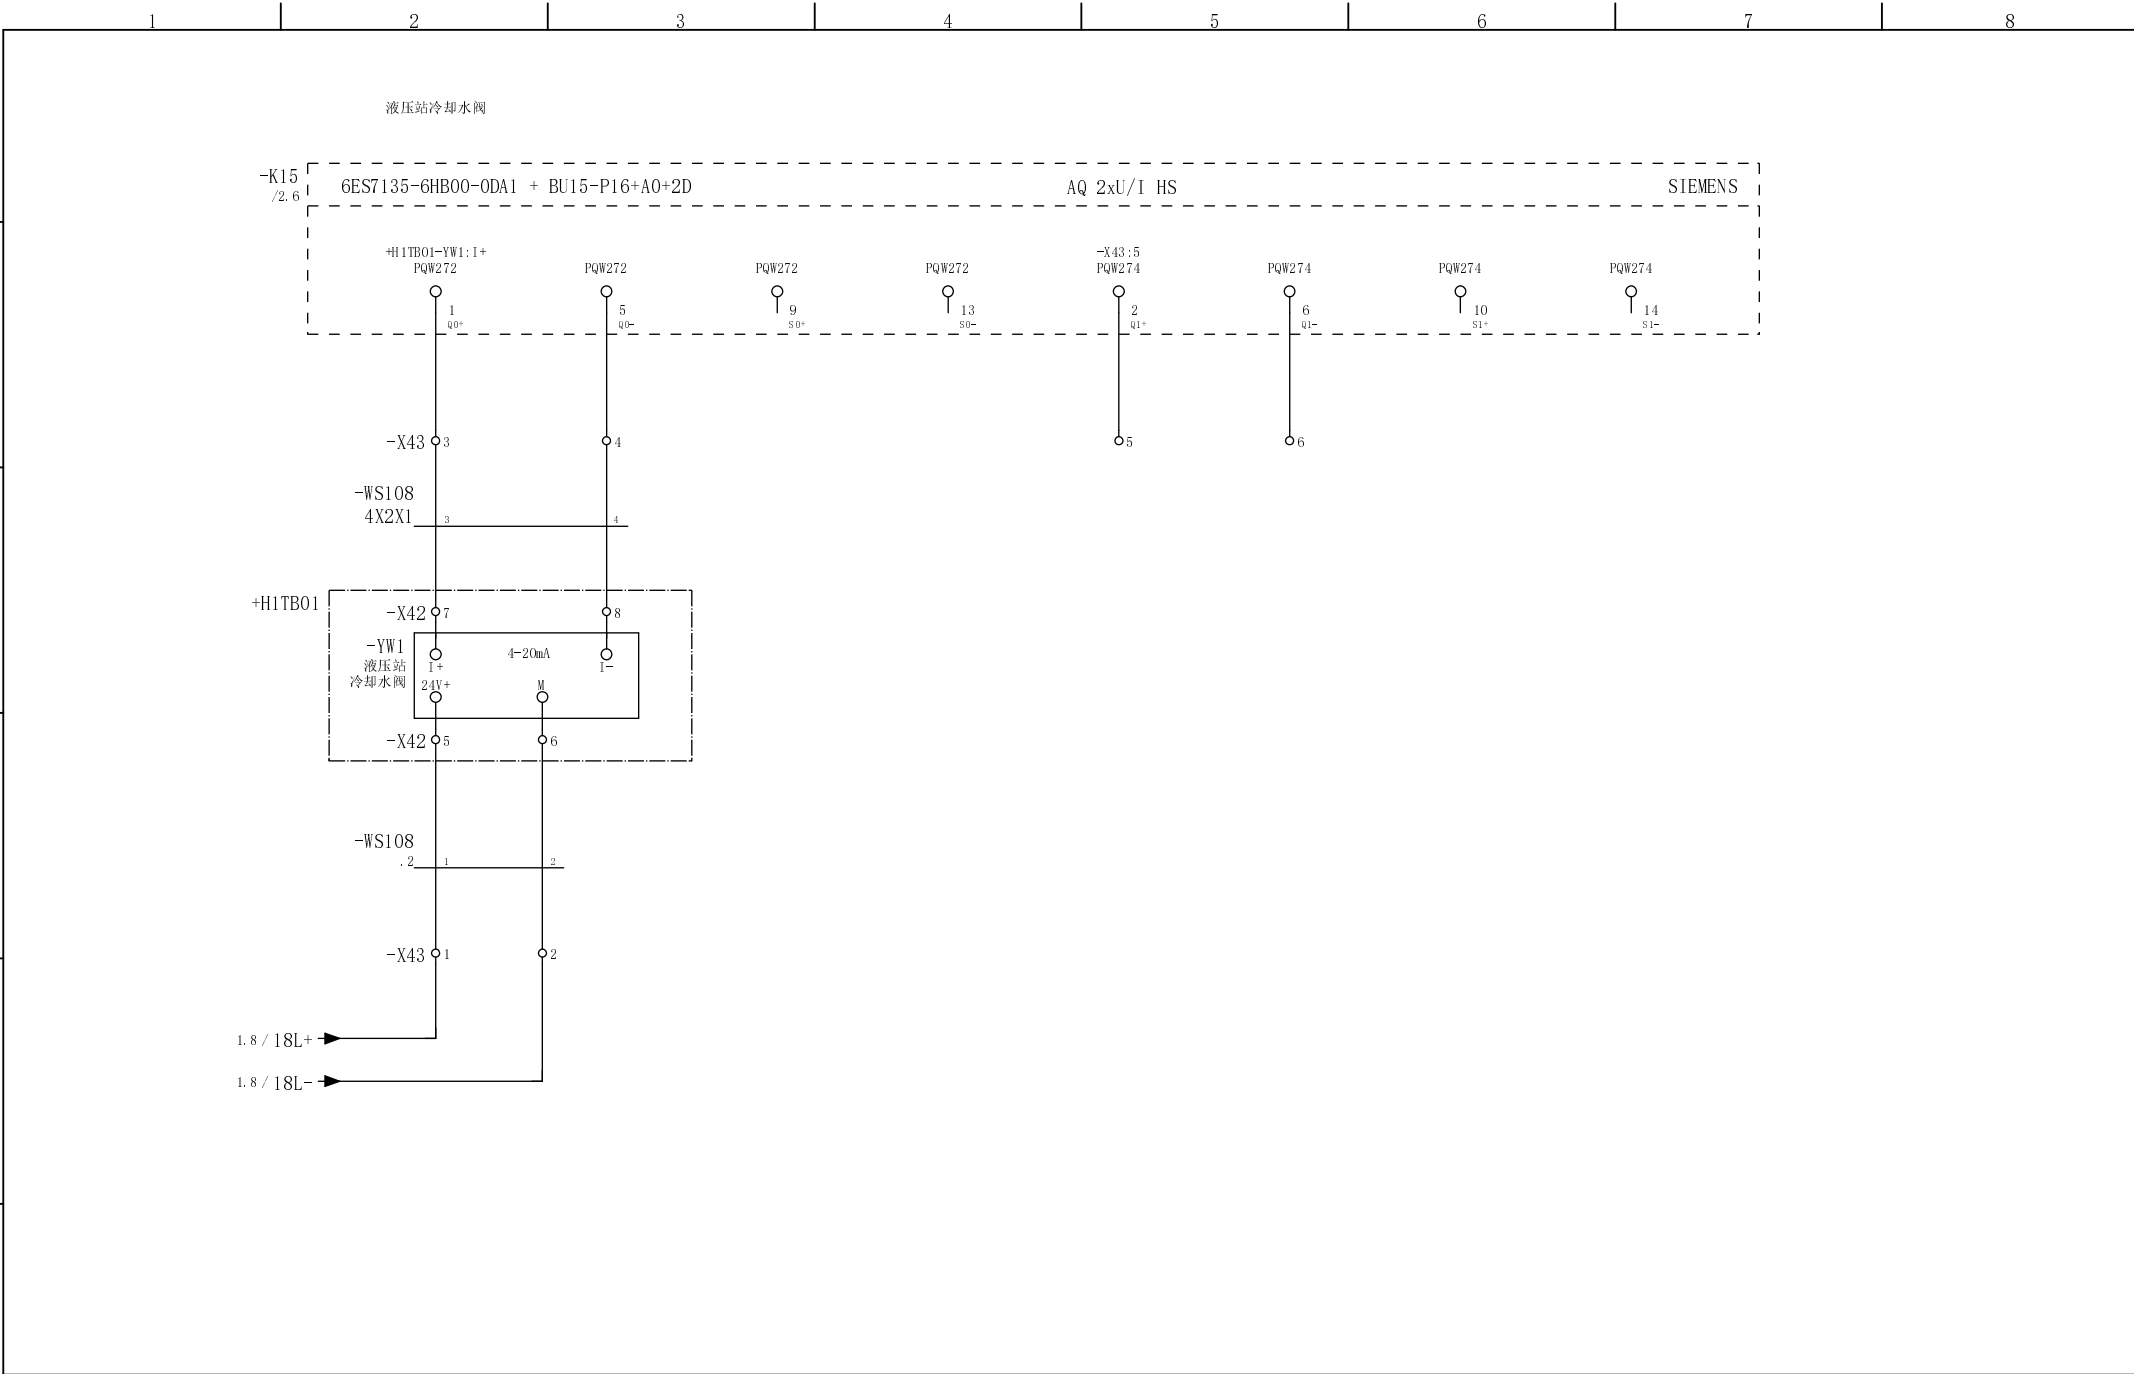 1 2 3 4 5 6 7 8
液压站冷却水阀
-K15
/2.6
6ES7135-6HB00-0DA1 + BU15-P16+A0+2D AQ 2xU/I HS SIEMENS
+H1TB01-YW1:I+ -X43:5
PQW272 PQW272 PQW272 PQW272 PQW274 PQW274 PQW274 PQW274
1 5 9 13 2 6 10 14
Q0+ Q0- S0+ S0- Q1+ Q1- S1+ S1-
-X43 3 4 5 6
-WS108
4X2X1 3 4
+H1TB01
-X42 7 8
-YW1
液压站
冷却水阀
4-20mA
I+ I-
24V+ M
-X42 5 6
-WS108
.2 1 2
-X43 1 2
1.8 / 18L+
1.8 / 18L-